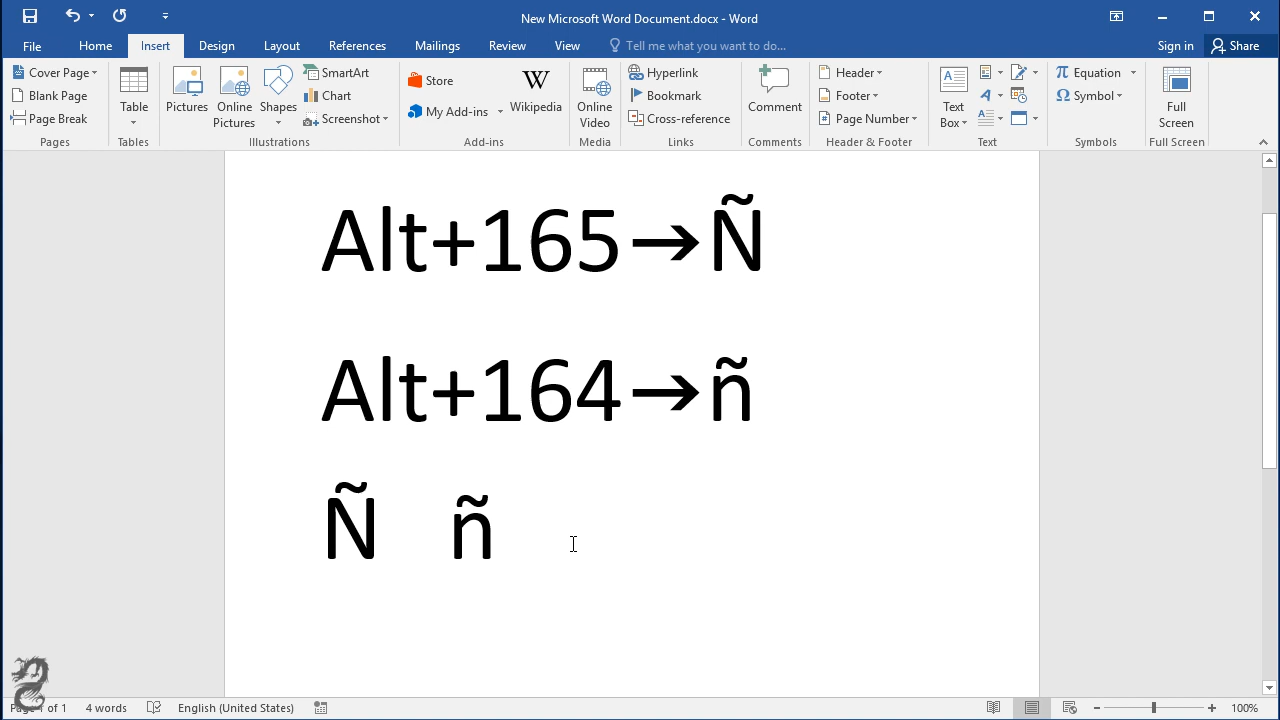 New Microsoft Word Document.docx - Word
File Home Insert Design Layout References Mailings Review View Tell me what you want to do... Sign in Share
Cover Page
Blank Page
Page Break
Pages
Table
Tables
Pictures
Online Pictures
Shapes
SmartArt
Chart
Screenshot
Illustrations
Store
My Add-ins
W
Wikipedia
Add-ins
Online Video
Media
Hyperlink
Bookmark
Cross-reference
Links
Comment
Comments
Header
Footer
Page Number
Header & Footer
Text Box
Text
π Equation
Ω Symbol
Symbols
Full Screen
Full Screen
Alt+165→Ñ
Alt+164→ñ
Ñ ñ
Page 1 of 1 4 words English (United States) 100%